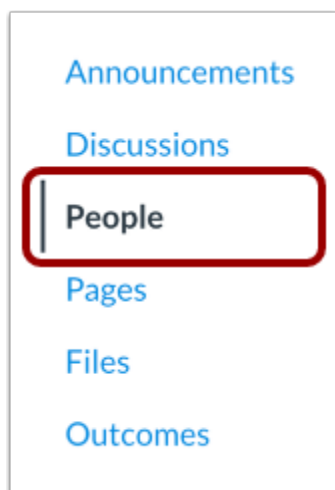 Announcements
Discussions
People
Pages
Files
Outcomes